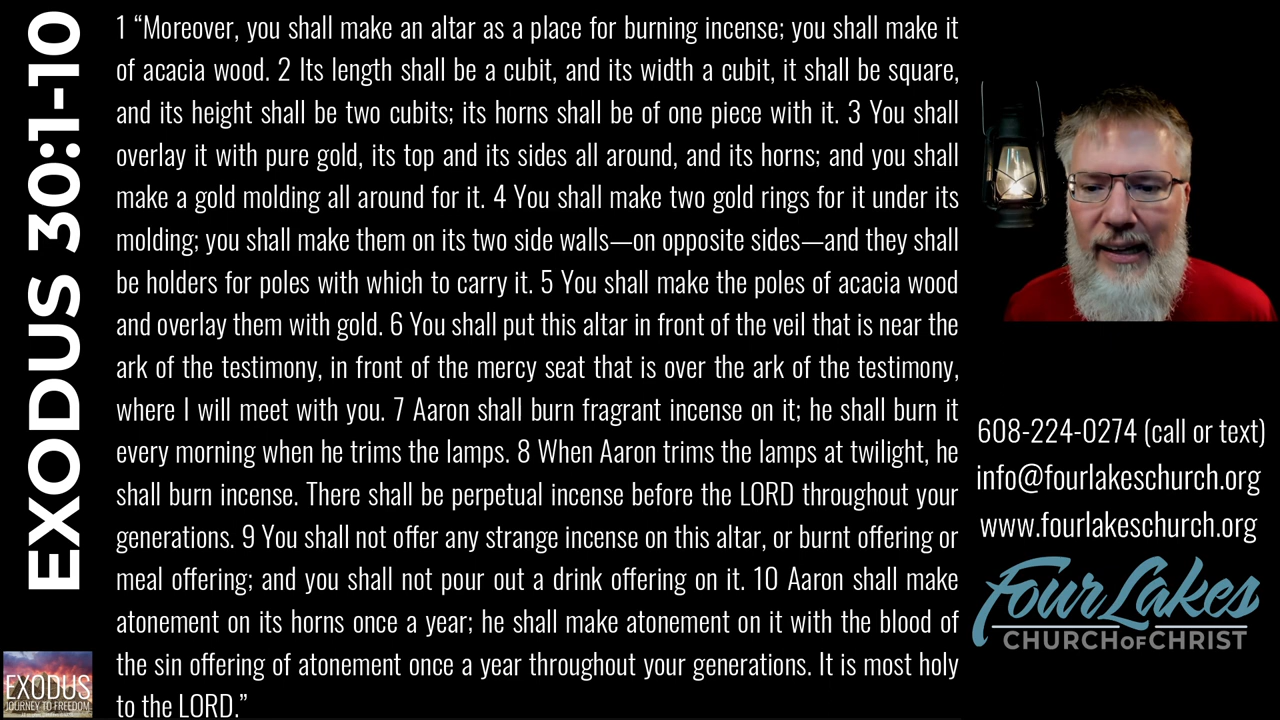 EXODUS 30:1-10
1 “Moreover, you shall make an altar as a place for burning incense; you shall make it
of acacia wood. 2 Its length shall be a cubit, and its width a cubit, it shall be square,
and its height shall be two cubits; its horns shall be of one piece with it. 3 You shall
overlay it with pure gold, its top and its sides all around, and its horns; and you shall
make a gold molding all around for it. 4 You shall make two gold rings for it under its
molding; you shall make them on its two side walls—on opposite sides—and they shall
be holders for poles with which to carry it. 5 You shall make the poles of acacia wood
and overlay them with gold. 6 You shall put this altar in front of the veil that is near the
ark of the testimony, in front of the mercy seat that is over the ark of the testimony,
where I will meet with you. 7 Aaron shall burn fragrant incense on it; he shall burn it
every morning when he trims the lamps. 8 When Aaron trims the lamps at twilight, he
shall burn incense. There shall be perpetual incense before the LORD throughout your
generations. 9 You shall not offer any strange incense on this altar, or burnt offering or
meal offering; and you shall not pour out a drink offering on it. 10 Aaron shall make
atonement on its horns once a year; he shall make atonement on it with the blood of
the sin offering of atonement once a year throughout your generations. It is most holy
to the LORD.”
608-224-0274 (call or text)
info@fourlakeschurch.org
www.fourlakeschurch.org
Four Lakes
CHURCH OF CHRIST
EXODUS
JOURNEY TO FREEDOM